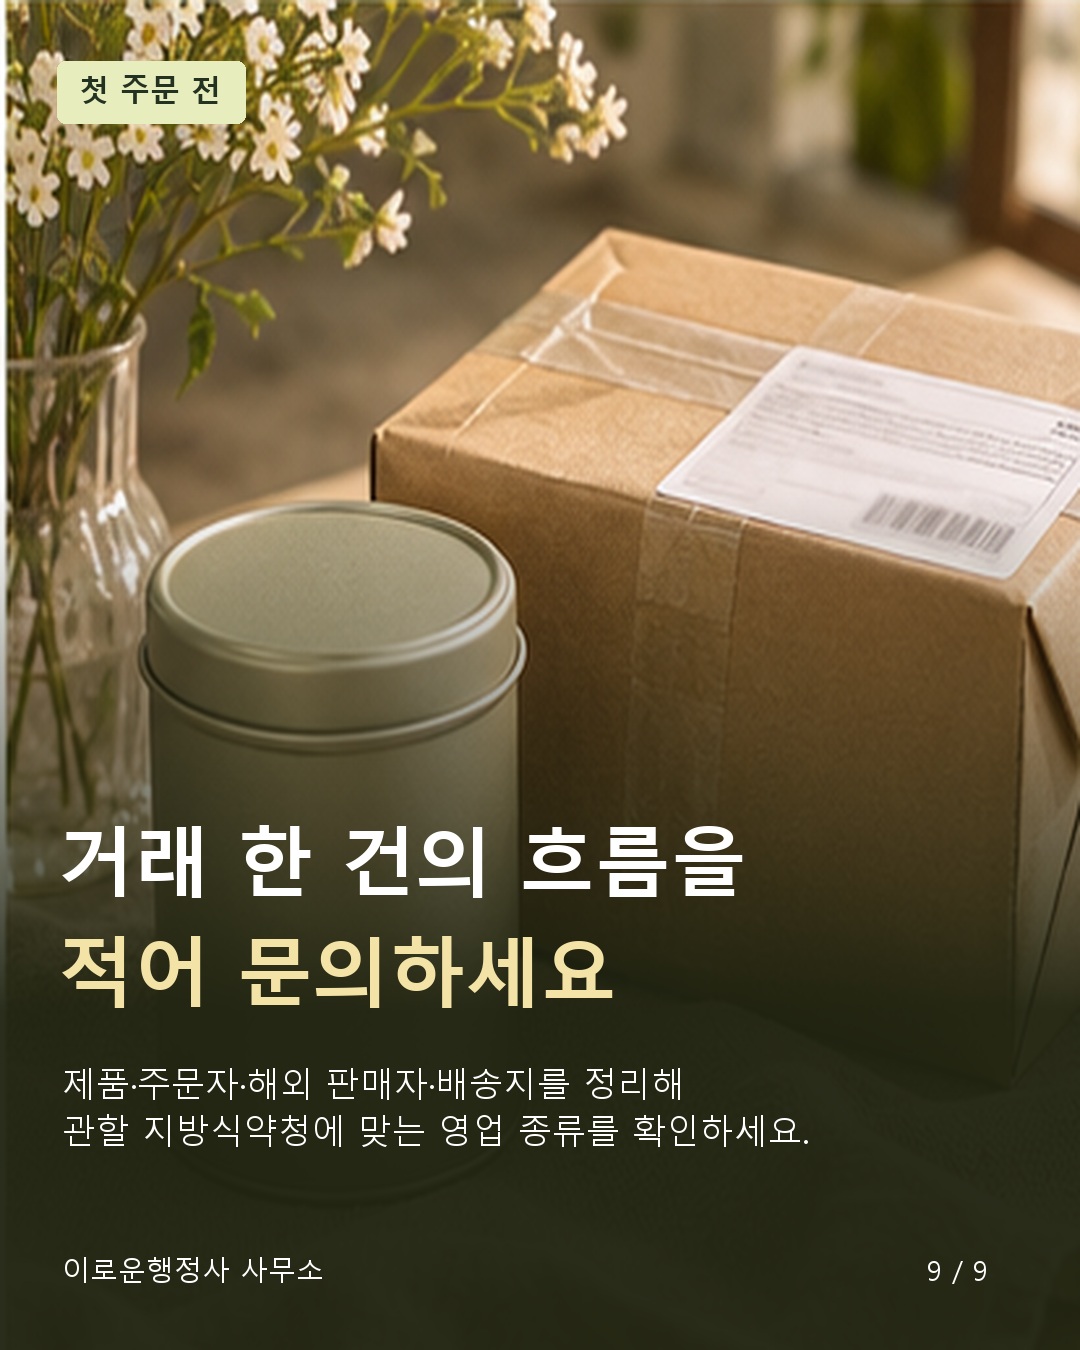 첫 주문 전
거래 한 건의 흐름을
적어 문의하세요
제품·주문자·해외 판매자·배송지를 정리해
관할 지방식약청에 맞는 영업 종류를 확인하세요.
이로운행정사 사무소
9 / 9